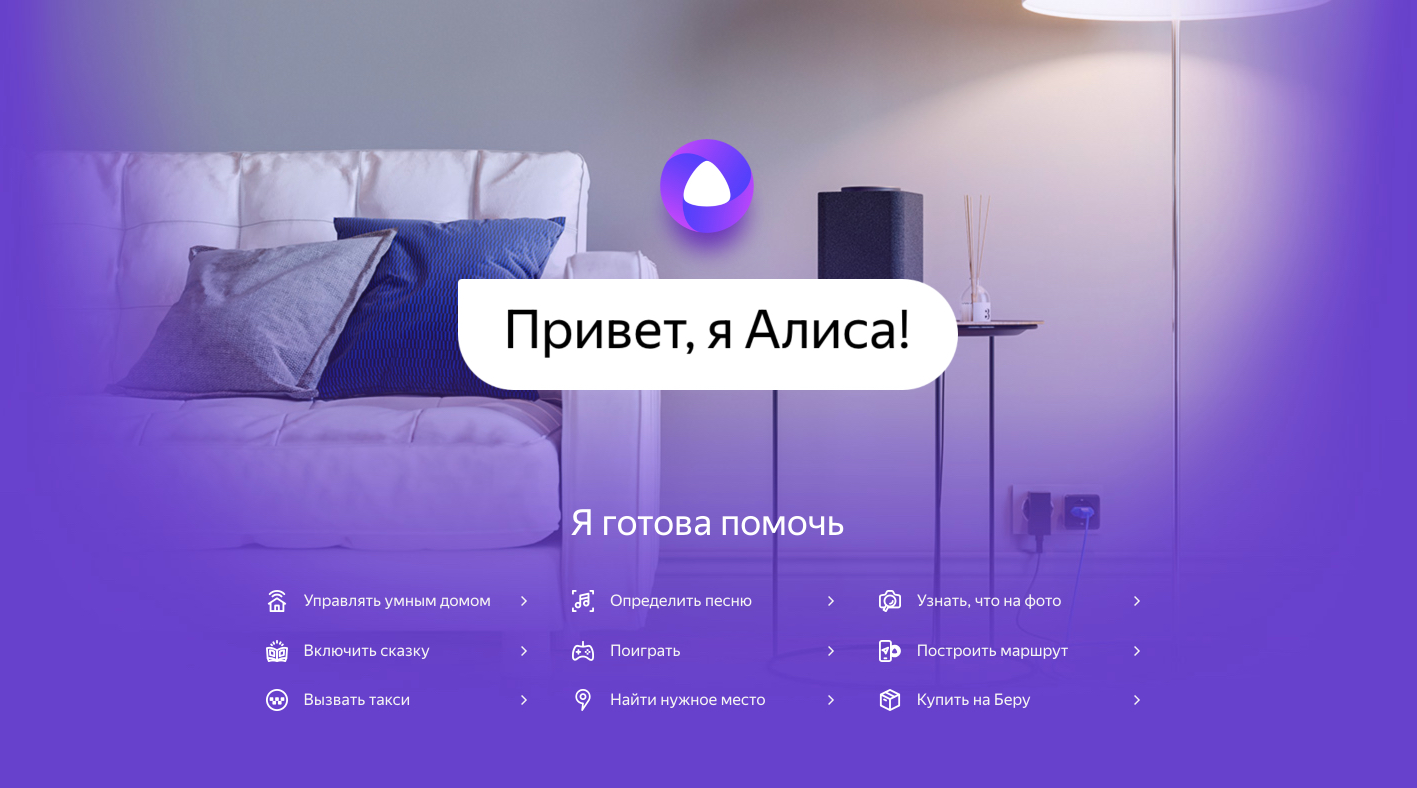 Привет, я Алиса!
Я готова помочь
Управлять умным домом
Определить песню
Узнать, что на фото
Включить сказку
Поиграть
Построить маршрут
Вызвать такси
Найти нужное место
Купить на Беру